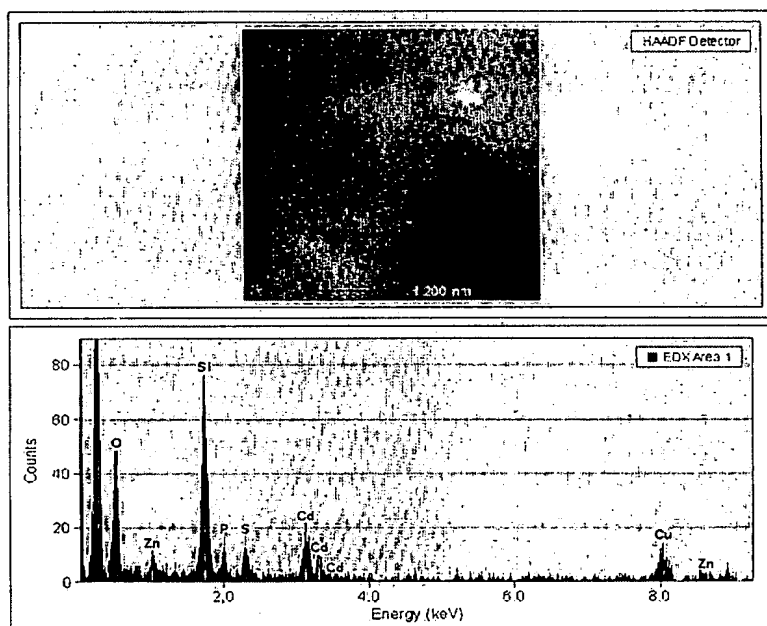 HAADF Detector
200 nm
EDX Area 1
80
60
40
20
0
Counts
O
Zn
Si
P
S
Cd
Cd
Cd
Cu
Zn
2.0
4.0
6.0
8.0
Energy (keV)